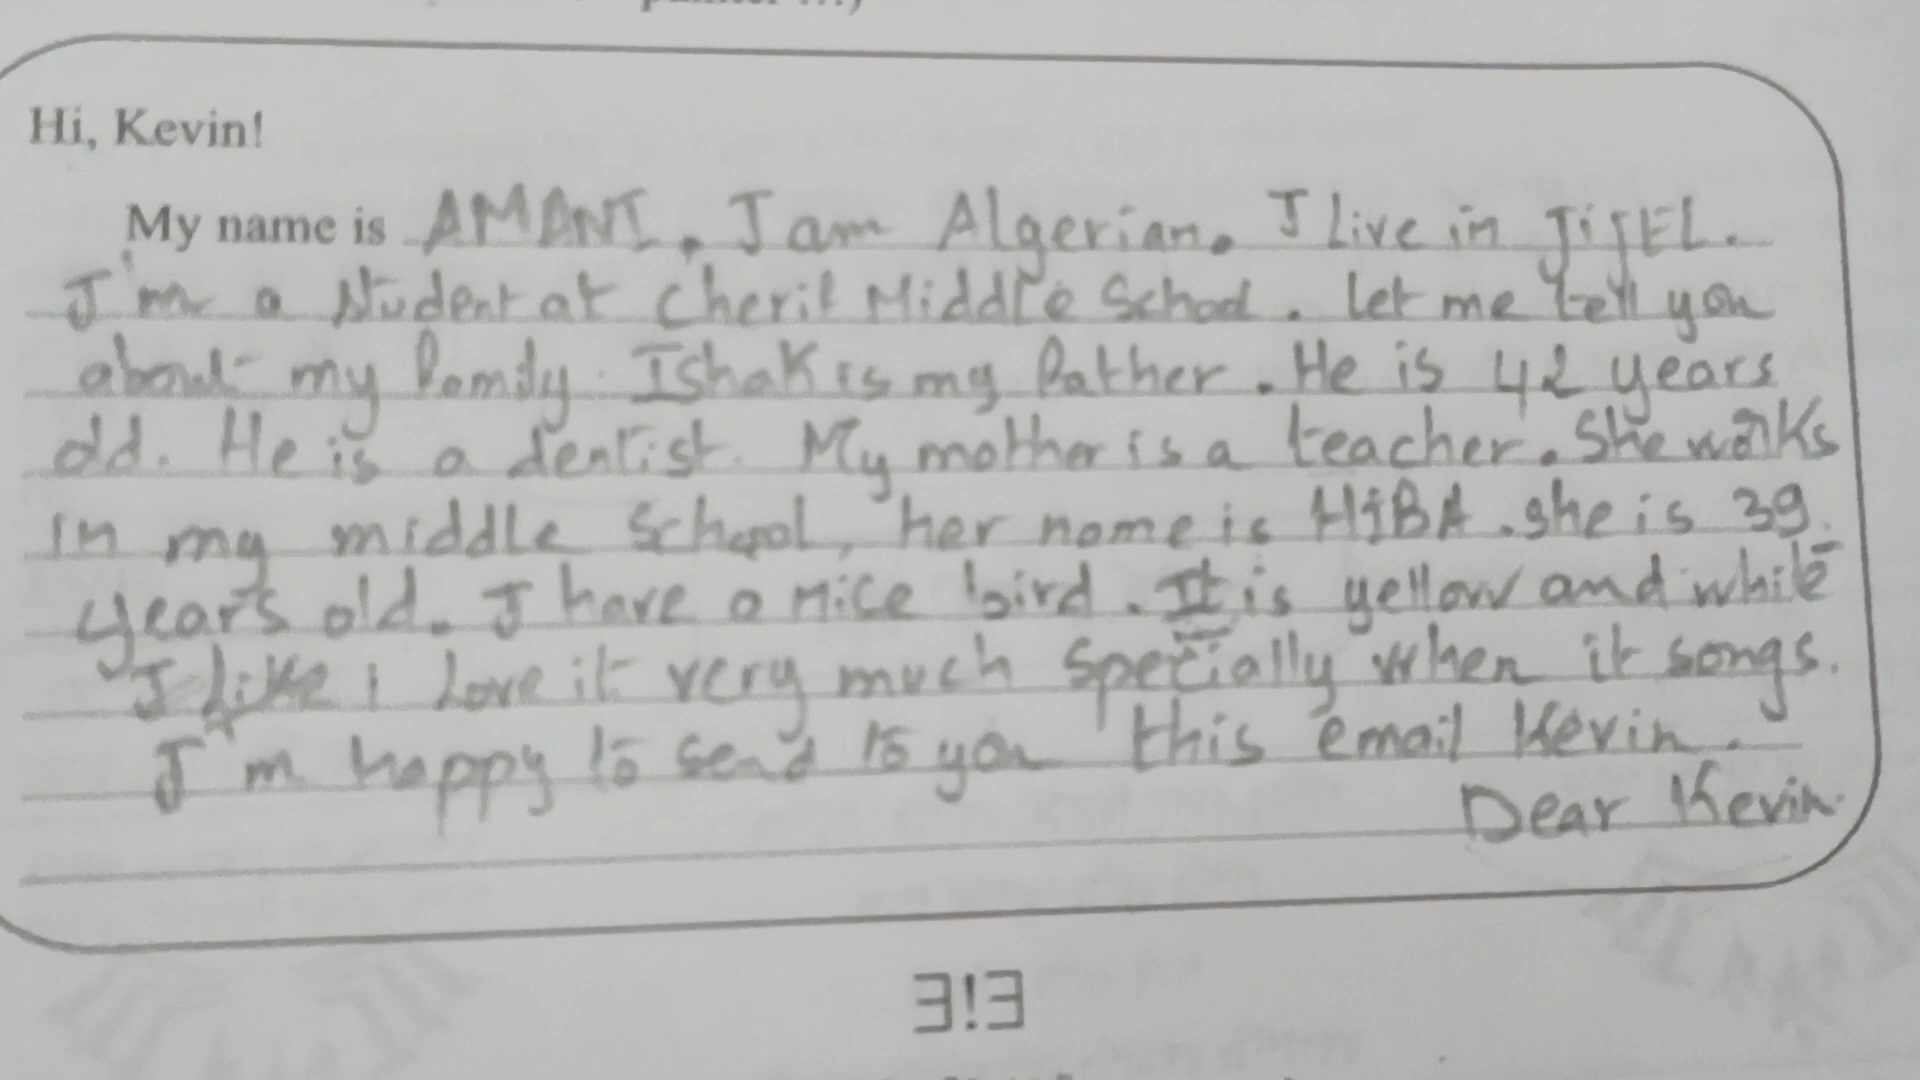 Hi, Kevin!
My name is AMANI. I am Algerian. I Live in JiJEL.
I'm a student at Cherif Middle School. let me tell you
about my family. Ishak is my father. He is 42 years
old. He is a dentist. My mother is a teacher. She works
in my middle School, her name is HiBA. she is 39.
years old. I have a nice bird. It is yellow and white
I Like i Love it very much Specially when it songs.
I'm happy to send to you this email Kevin.
Dear Kevin.
Ǝ!Ǝ